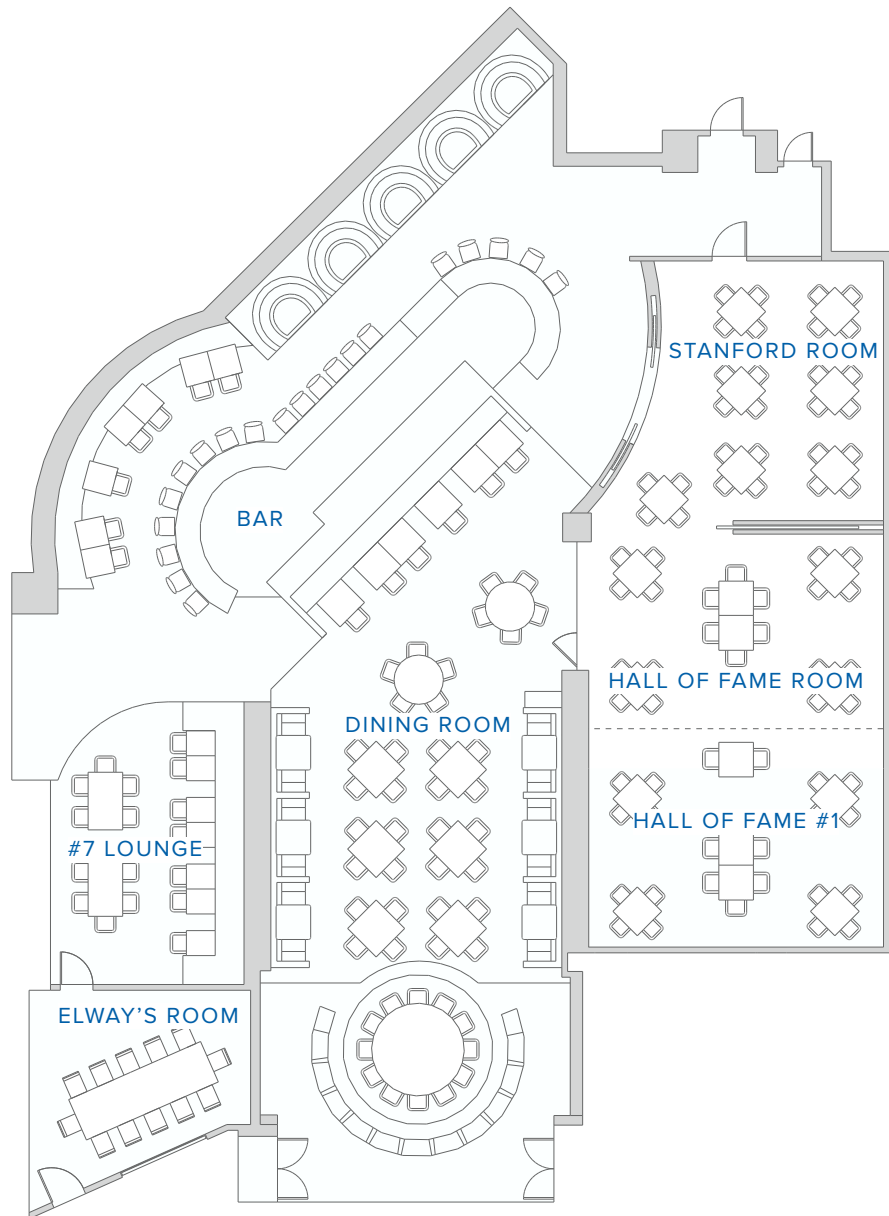 STANFORD ROOM
BAR
HALL OF FAME ROOM
DINING ROOM
HALL OF FAME #1
#7 LOUNGE
ELWAY'S ROOM